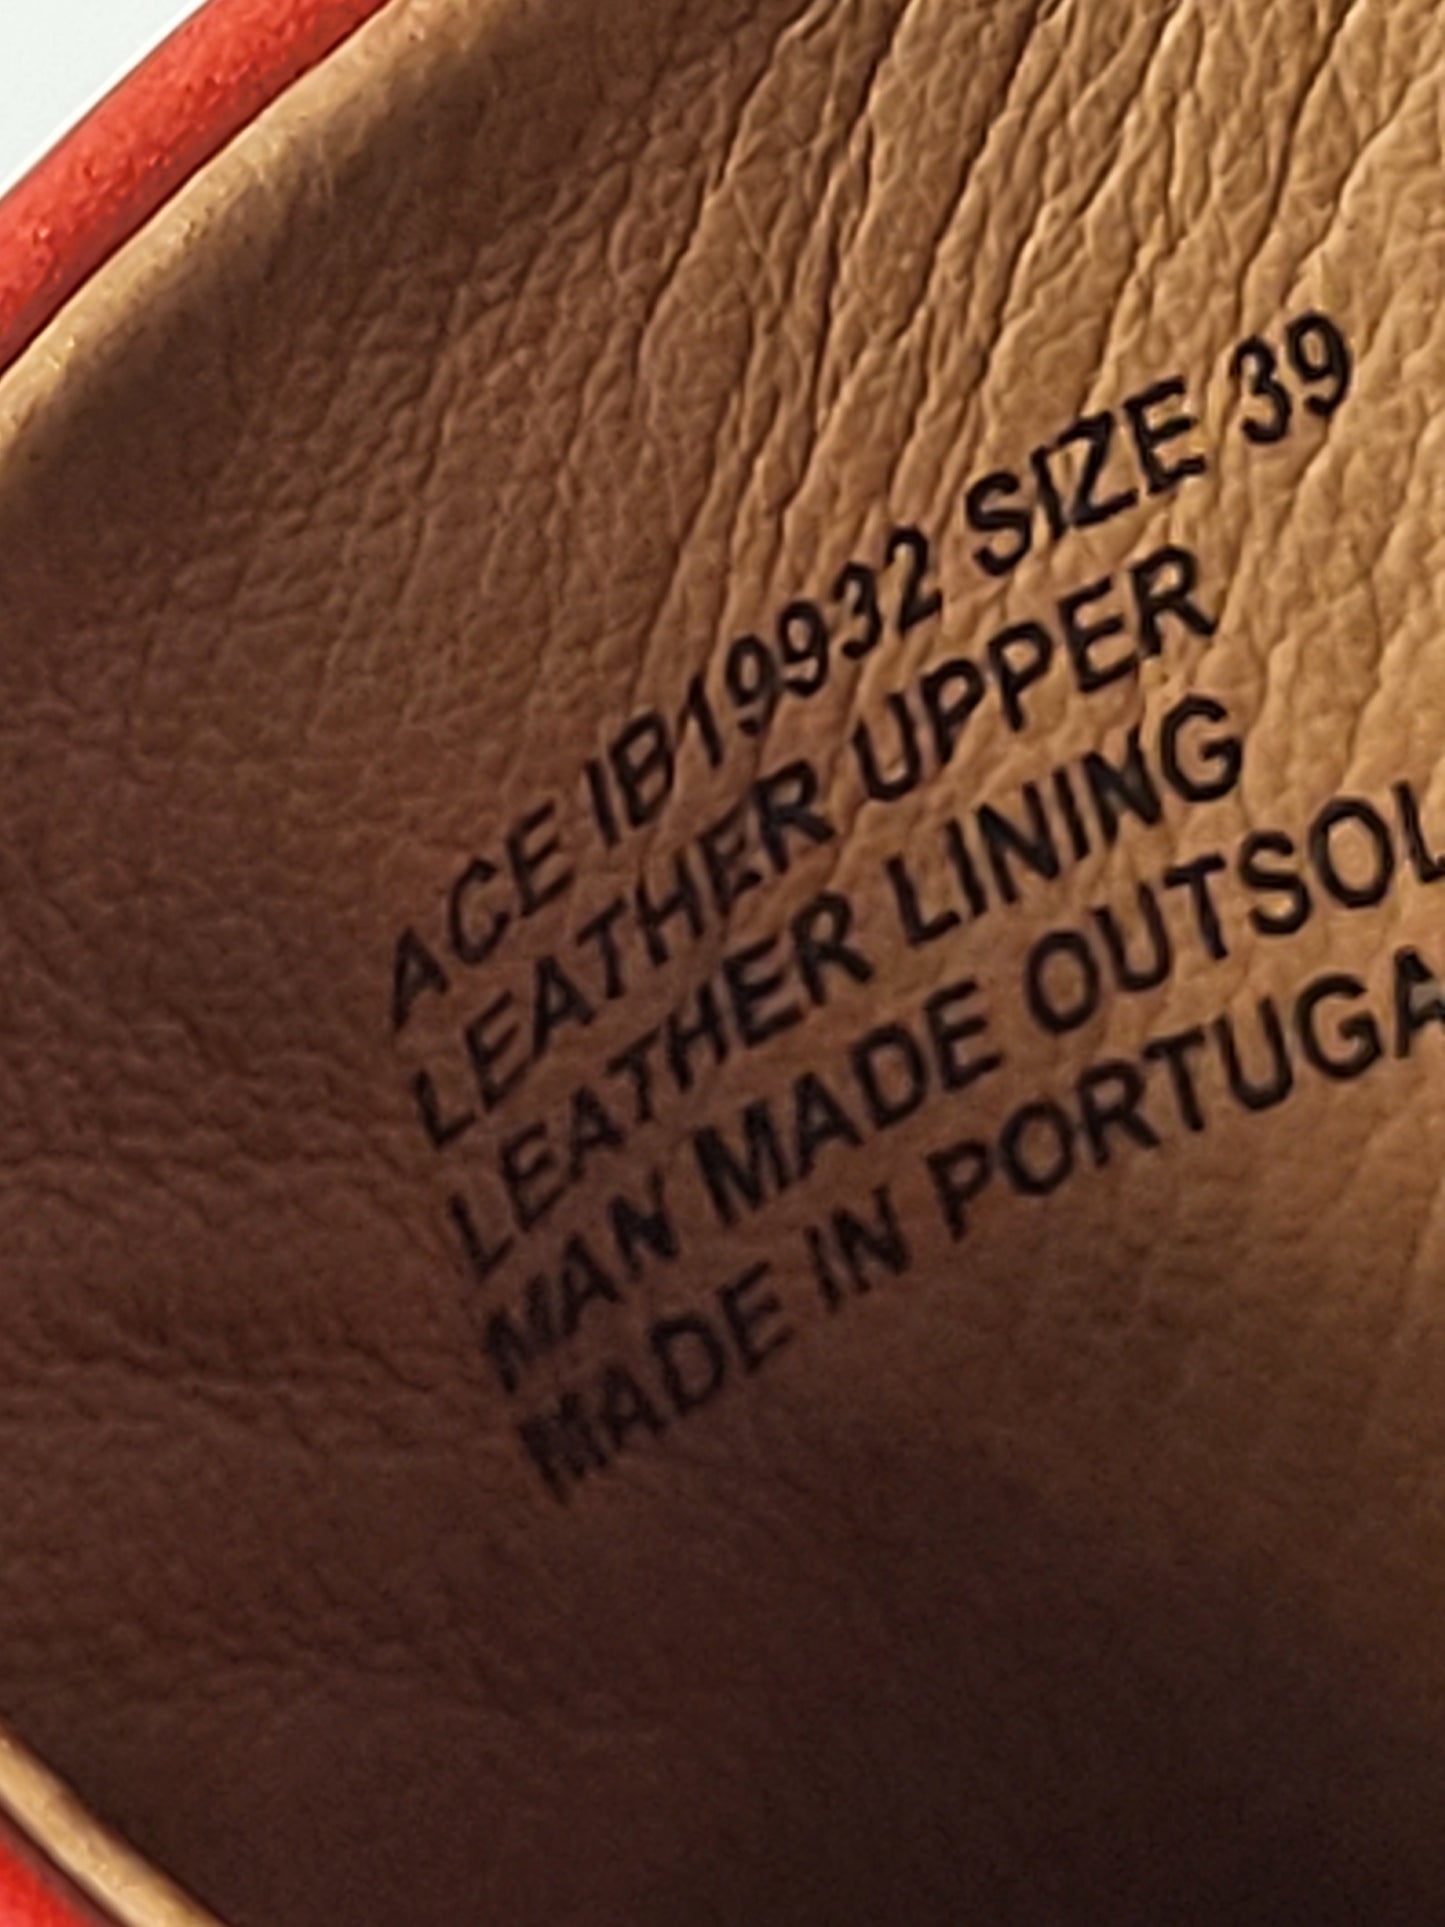 ACE IB19932 SIZE 39
LEATHER UPPER
LEATHER LINING
MAN MADE OUTSOL
MADE IN PORTUGA